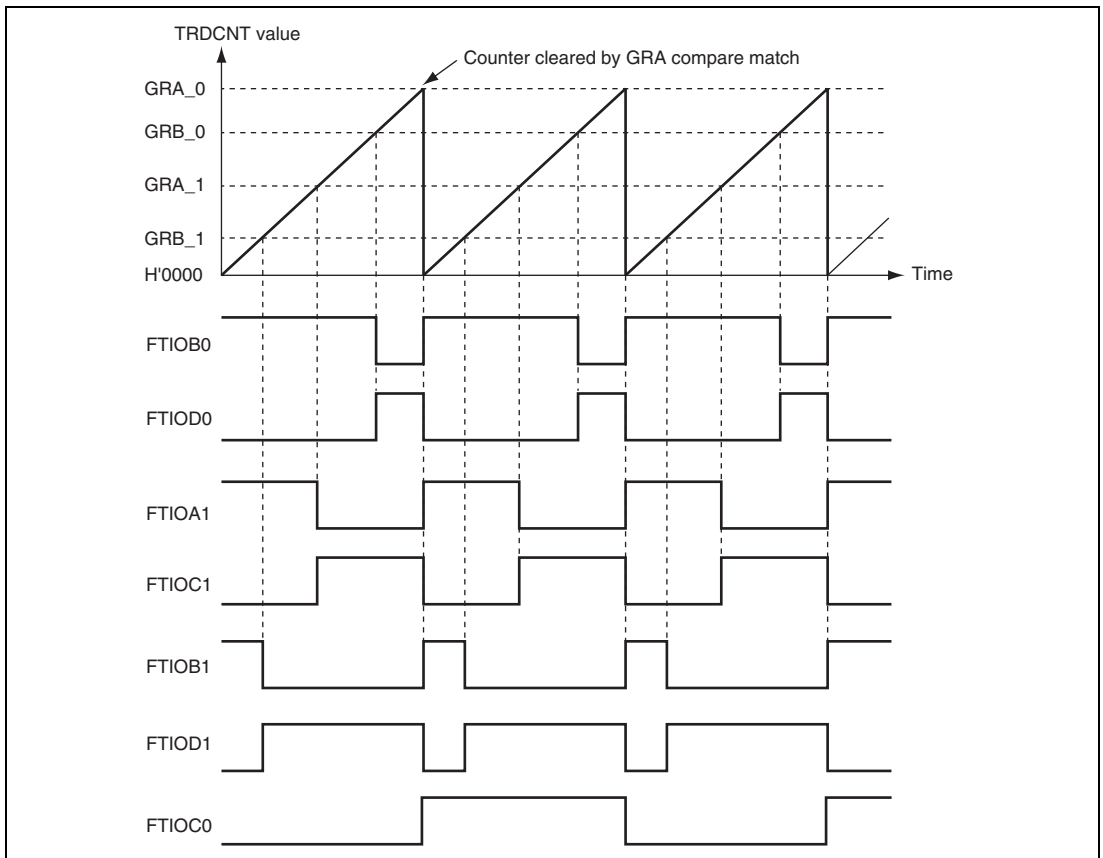 TRDCNT value
Counter cleared by GRA compare match
GRA_0
GRB_0
GRA_1
GRB_1
H'0000
Time
FTIOB0
FTIOD0
FTIOA1
FTIOC1
FTIOB1
FTIOD1
FTIOC0